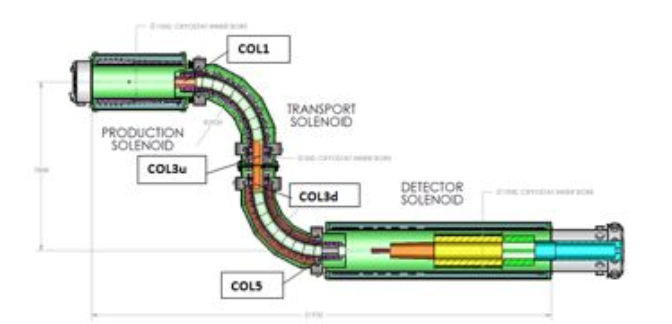 COL1
TRANSPORT
SOLENOID
PRODUCTION
SOLENOID
COL3u
COL3d
DETECTOR
SOLENOID
COL5